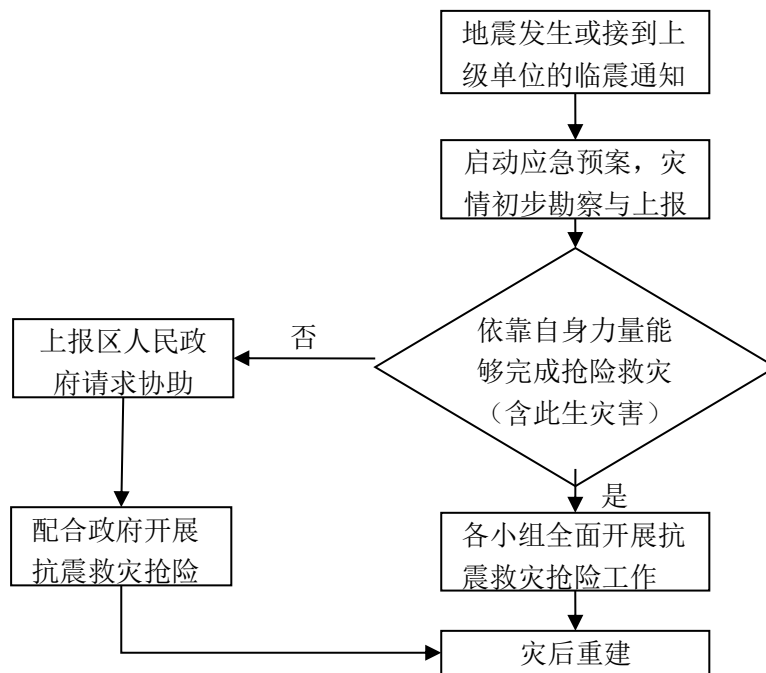 地震发生或接到上
级单位的临震通知
启动应急预案，灾
情初步勘察与上报
依靠自身力量能
够完成抢险救灾
（含此生灾害）
否
上报区人民政
府请求协助
是
配合政府开展
抗震救灾抢险
各小组全面开展抗
震救灾抢险工作
灾后重建